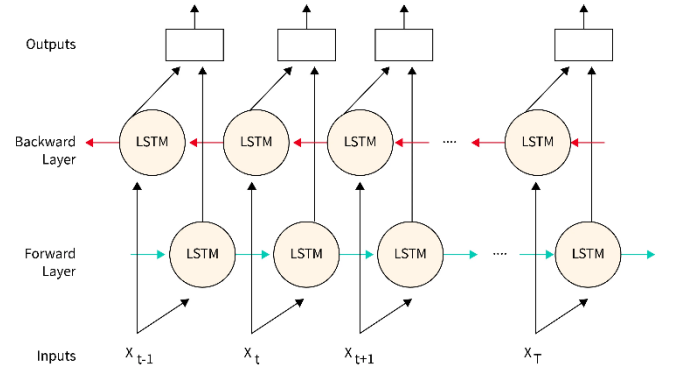 Outputs
Backward Layer
LSTM LSTM LSTM .... LSTM
Forward Layer
LSTM LSTM LSTM .... LSTM
Inputs
X t-1 X t X t+1 X T